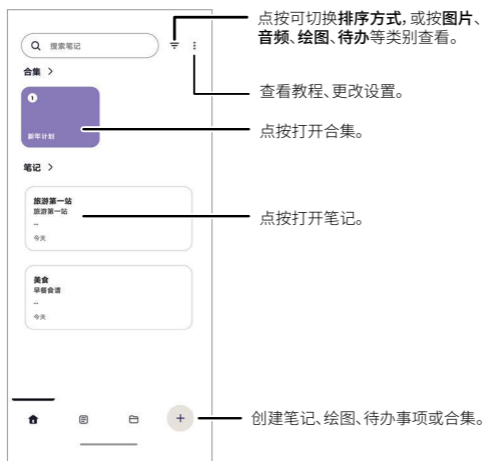 点按可切换排序方式，或按图片、
音频、绘图、待办等类别查看。
搜索笔记
合集 >
查看教程、更改设置。
1
新年计划
点按打开合集。
笔记 >
旅游第一站
旅游第一站
--
今天
点按打开笔记。
美食
早餐食谱
--
今天
创建笔记、绘图、待办事项或合集。